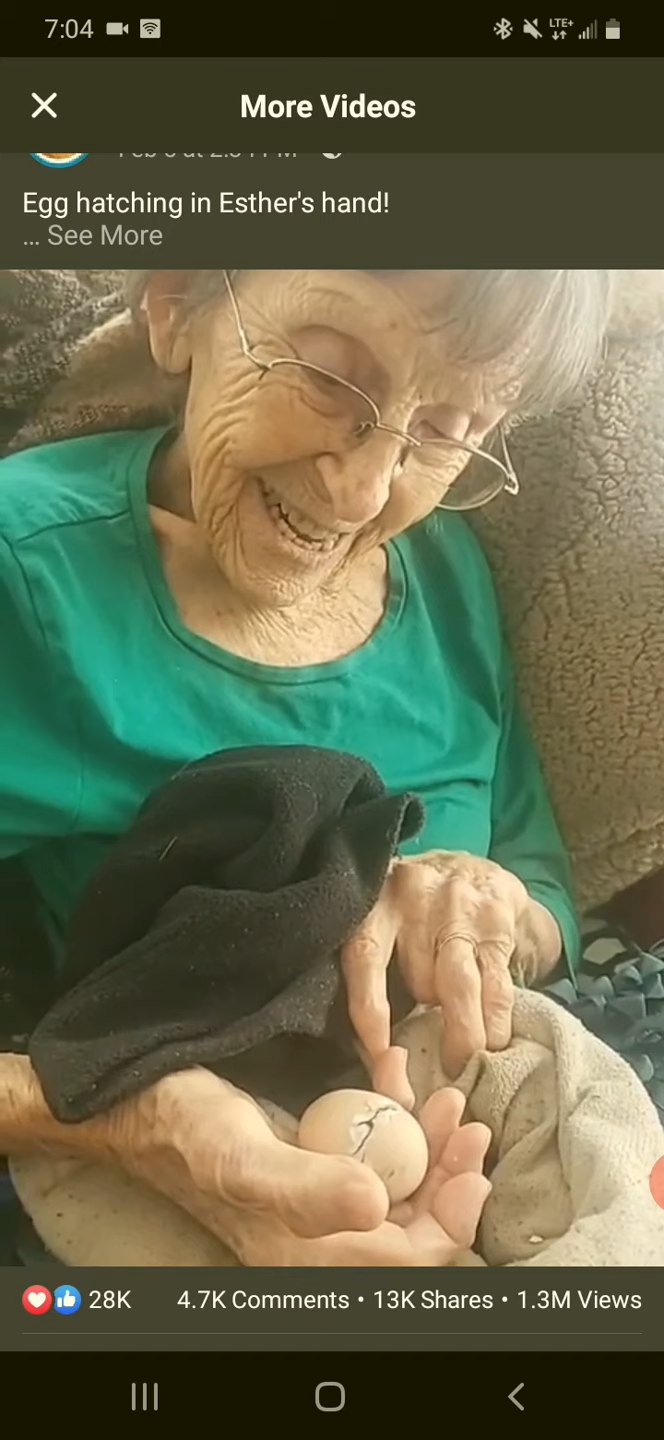 7:04
LTE+
More Videos
Egg hatching in Esther's hand!
... See More
28K 4.7K Comments • 13K Shares • 1.3M Views